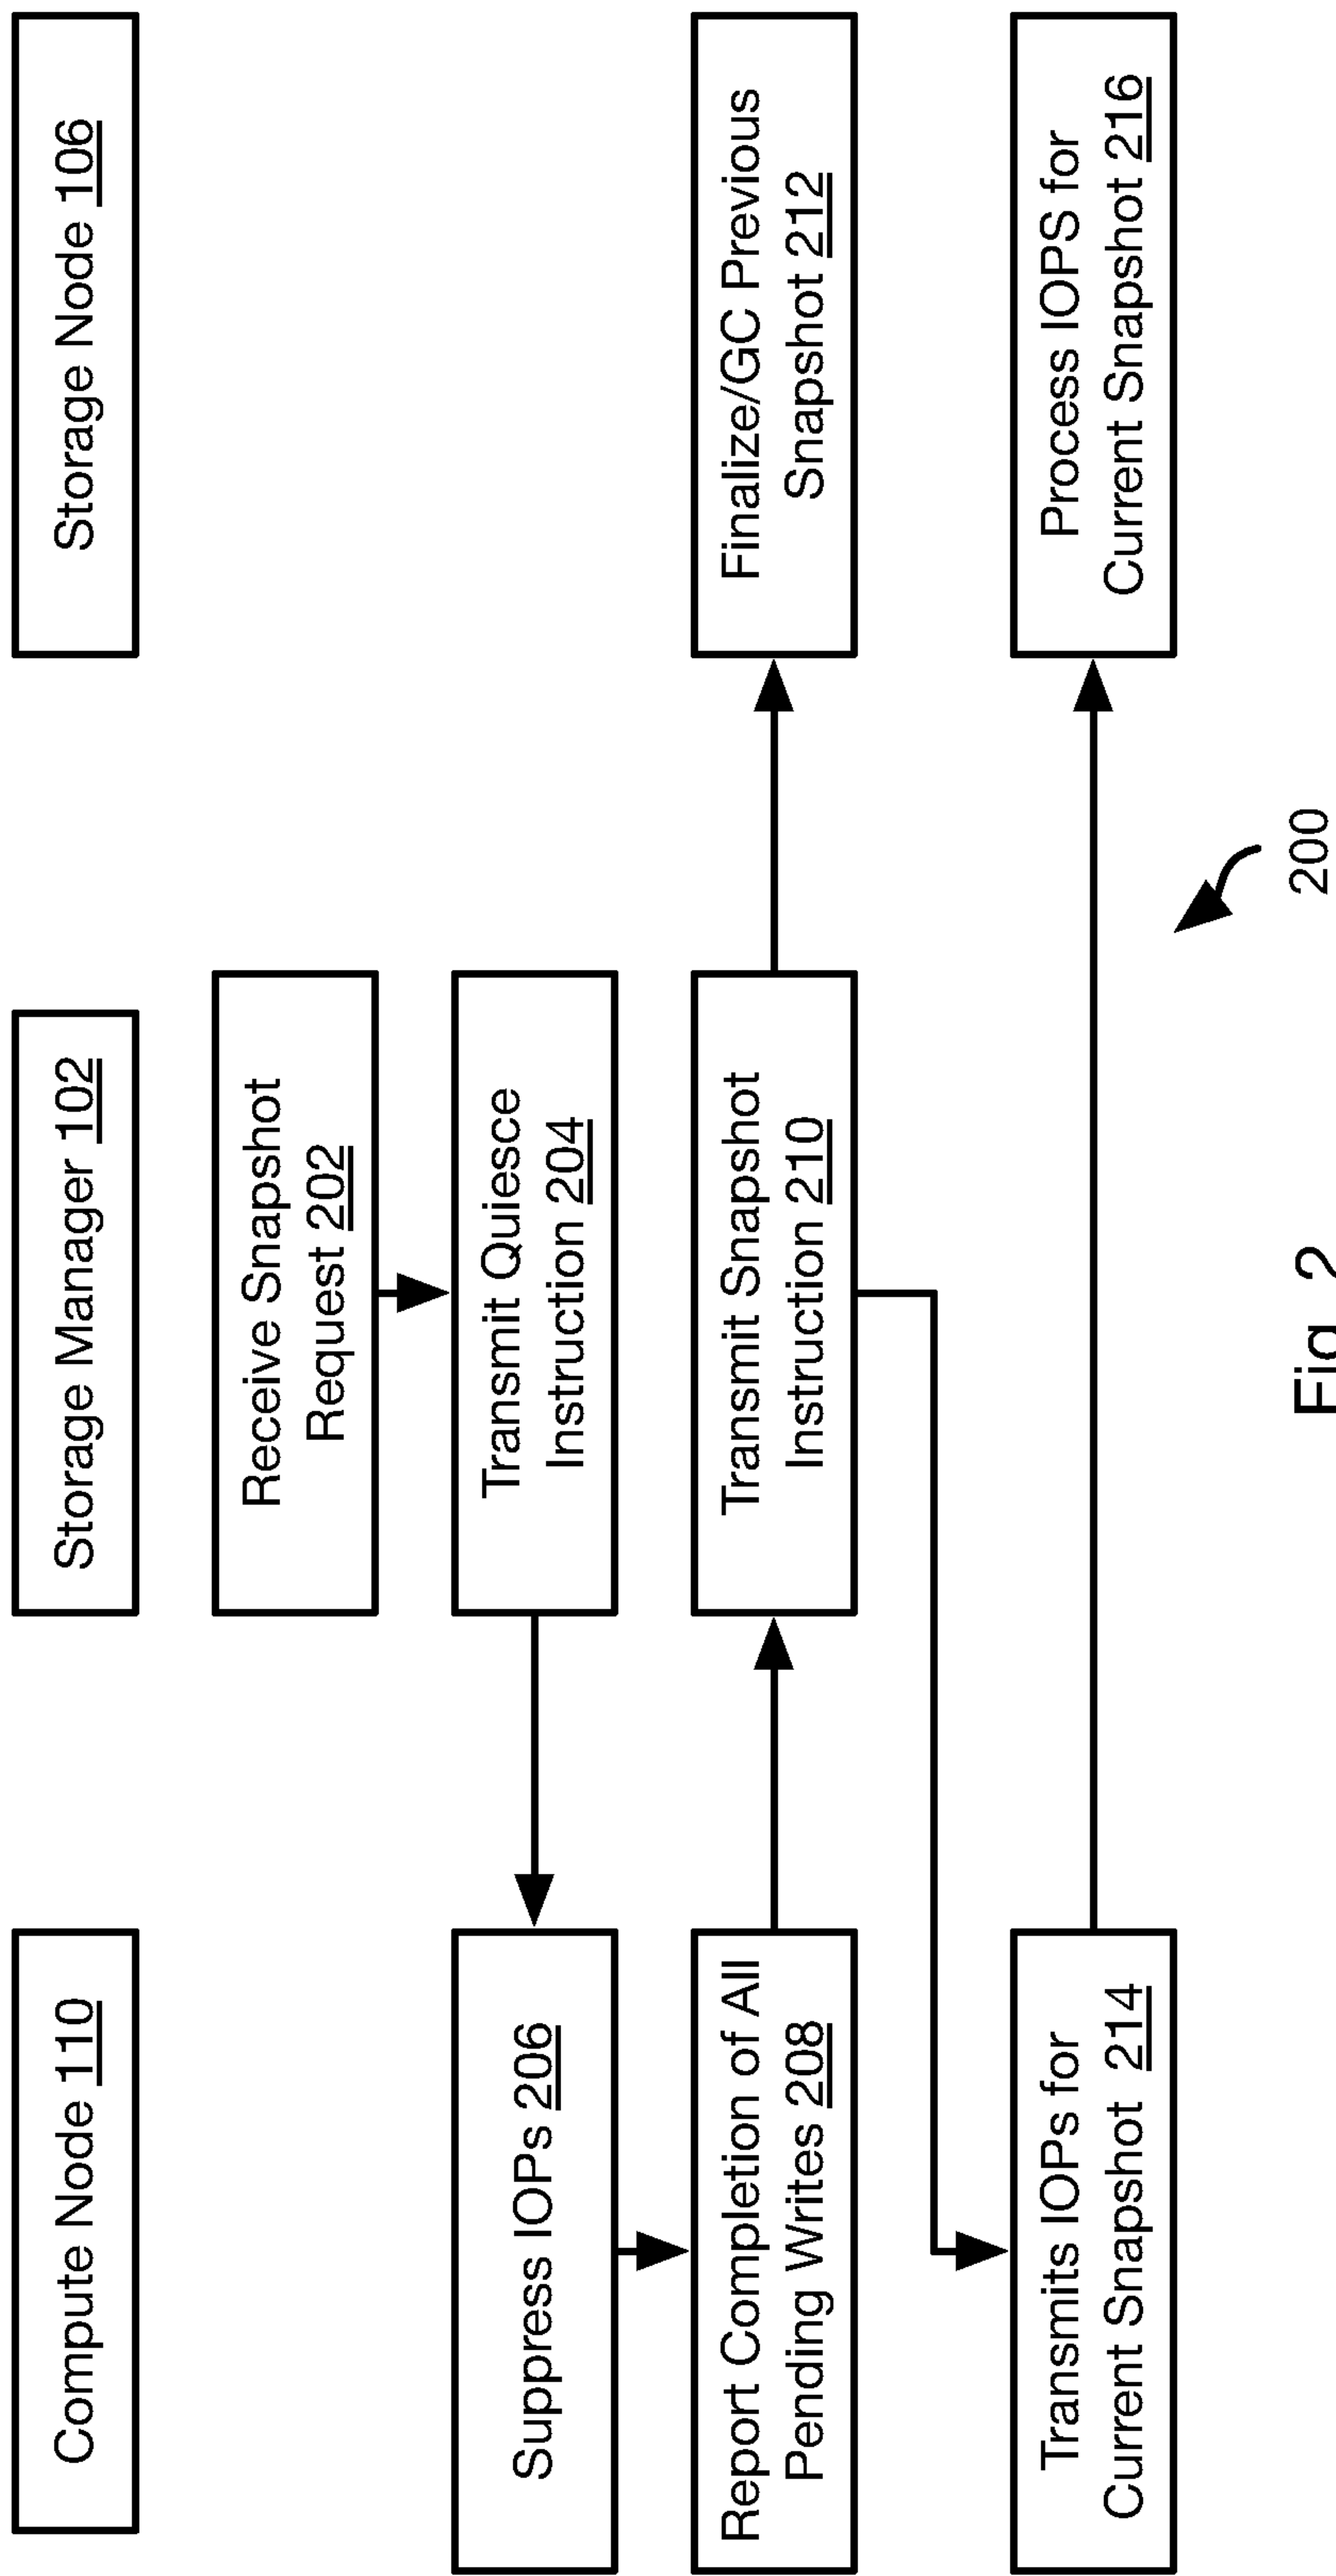 Compute Node 110
Storage Manager 102
Storage Node 106
Receive Snapshot
Request 202
Transmit Quiesce
Instruction 204
Suppress IOPs 206
Report Completion of All
Pending Writes 208
Transmit Snapshot
Instruction 210
Finalize/GC Previous
Snapshot 212
Transmits IOPs for
Current Snapshot 214
Process IOPS for
Current Snapshot 216
200
Fig. 2